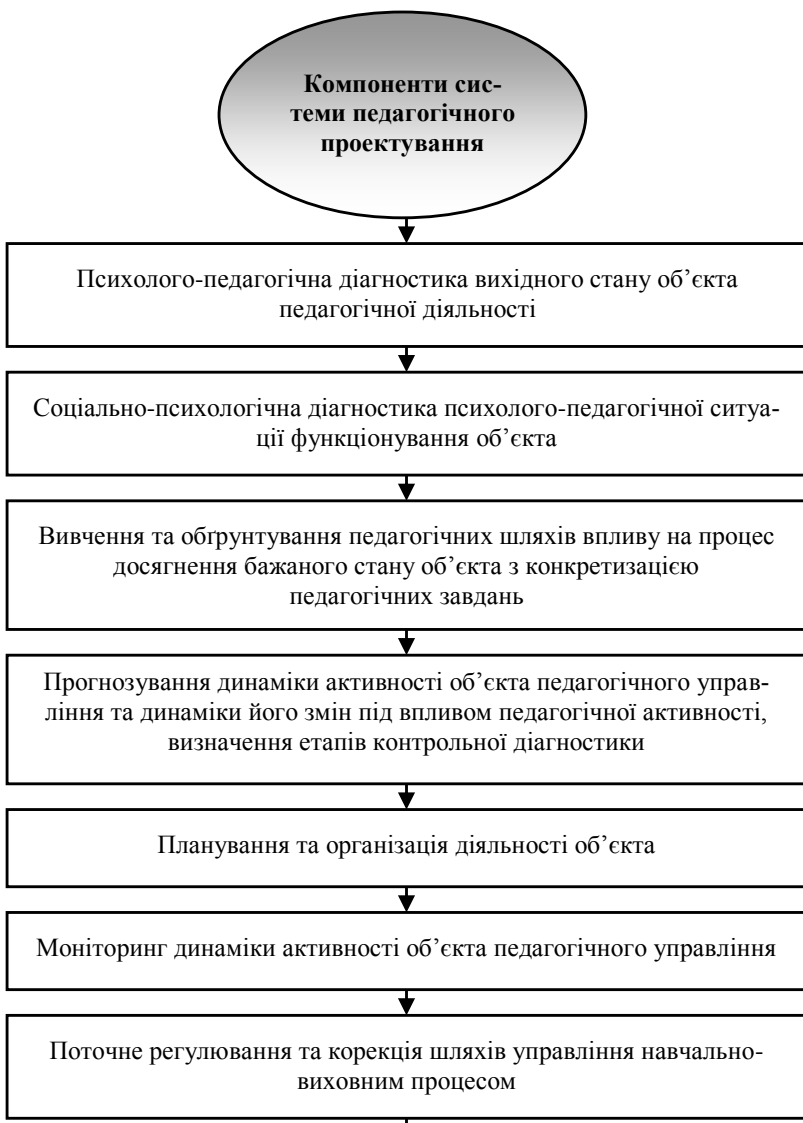 Компоненти сис-
теми педагогічного
проектування
Психолого-педагогічна діагностика вихідного стану об’єкта
педагогічної діяльності
Соціально-психологічна діагностика психолого-педагогічної ситуа-
ції функціонування об’єкта
Вивчення та обґрунтування педагогічних шляхів впливу на процес
досягнення бажаного стану об’єкта з конкретизацією
педагогічних завдань
Прогнозування динаміки активності об’єкта педагогічного управ-
ління та динаміки його змін під впливом педагогічної активності,
визначення етапів контрольної діагностики
Планування та організація діяльності об’єкта
Моніторинг динаміки активності об’єкта педагогічного управління
Поточне регулювання та корекція шляхів управління навчально-
виховним процесом